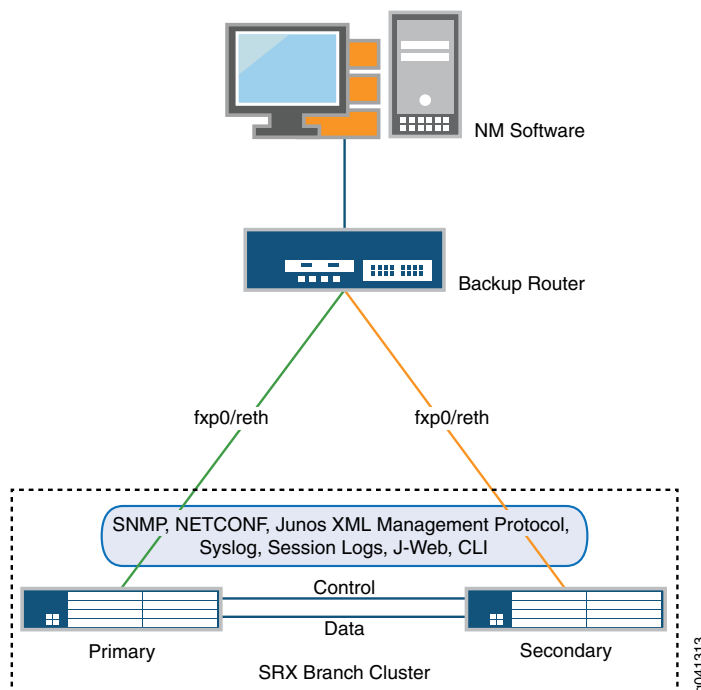 NM Software
Backup Router
fxp0/reth
fxp0/reth
SNMP, NETCONF, Junos XML Management Protocol,
Syslog, Session Logs, J-Web, CLI
Control
Data
Primary
Secondary
SRX Branch Cluster
g041313